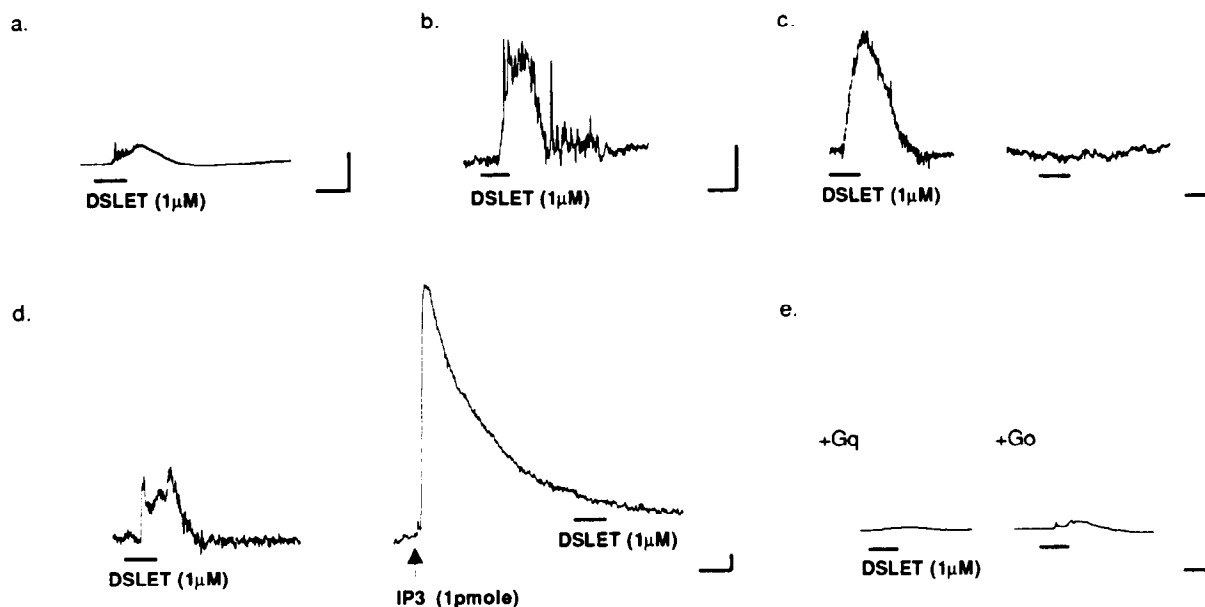 a.
b.
c.
DSLET (1μM)
DSLET (1μM)
DSLET (1μM)
d.
e.
+Gq
+Go
DSLET (1μM)
DSLET (1μM)
DSLET (1μM)
IP3 (1pmole)